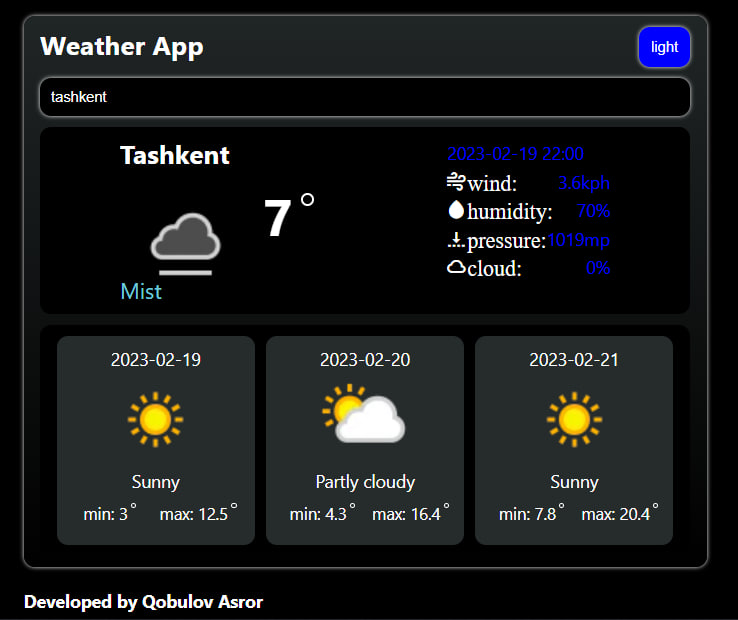 Weather App
light
tashkent
Tashkent
7°
Mist
2023-02-19 22:00
wind: 3.6kph
humidity: 70%
pressure: 1019mp
cloud: 0%
2023-02-19
Sunny
min: 3° max: 12.5°
2023-02-20
Partly cloudy
min: 4.3° max: 16.4°
2023-02-21
Sunny
min: 7.8° max: 20.4°
Developed by Qobulov Asror